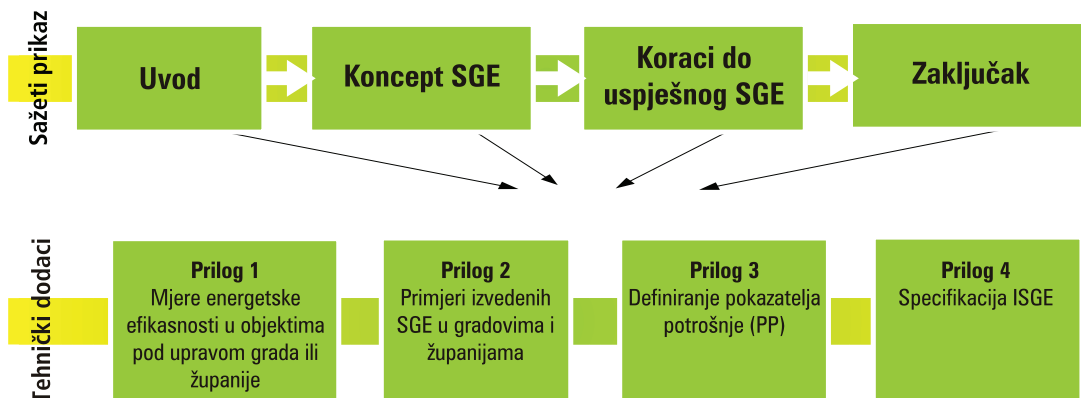 Sažeti prikaz
Uvod
Koncept SGE
Koraci do
uspješnog SGE
Zaključak
Tehnički dodaci
Prilog 1
Mjere energetske
efikasnosti u objektima
pod upravom grada ili
županije
Prilog 2
Primjeri izvedenih
SGE u gradovima i
županijama
Prilog 3
Definiranje pokazatelja
potrošnje (PP)
Prilog 4
Specifikacija ISGE